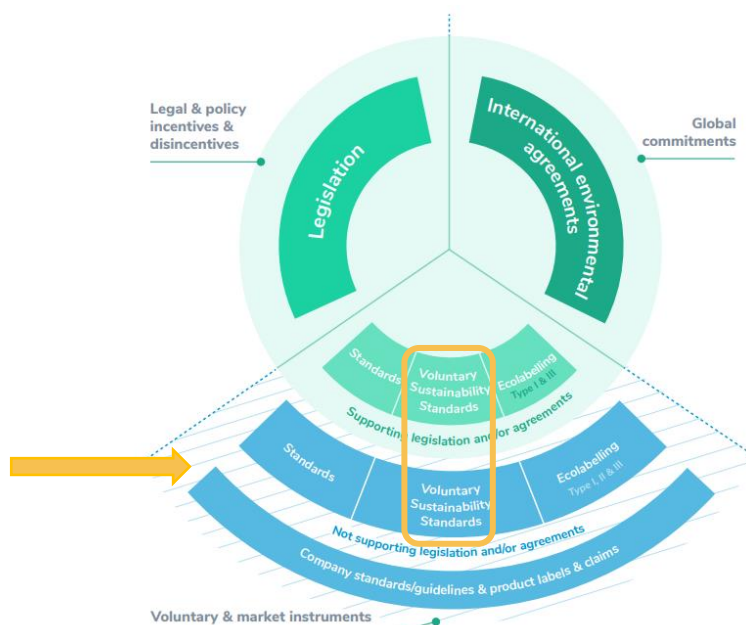 Legal & policy
incentives &
disincentives
Global
commitments
Legislation
International environmental
agreements
Standards
Voluntary
Sustainability
Standards
Ecolabelling
Type I & III
Supporting legislation and/or agreements
Standards
Voluntary
Sustainability
Standards
Ecolabelling
Type I, II & III
Not supporting legislation and/or agreements
Company standards/guidelines & product labels & claims
Voluntary & market instruments